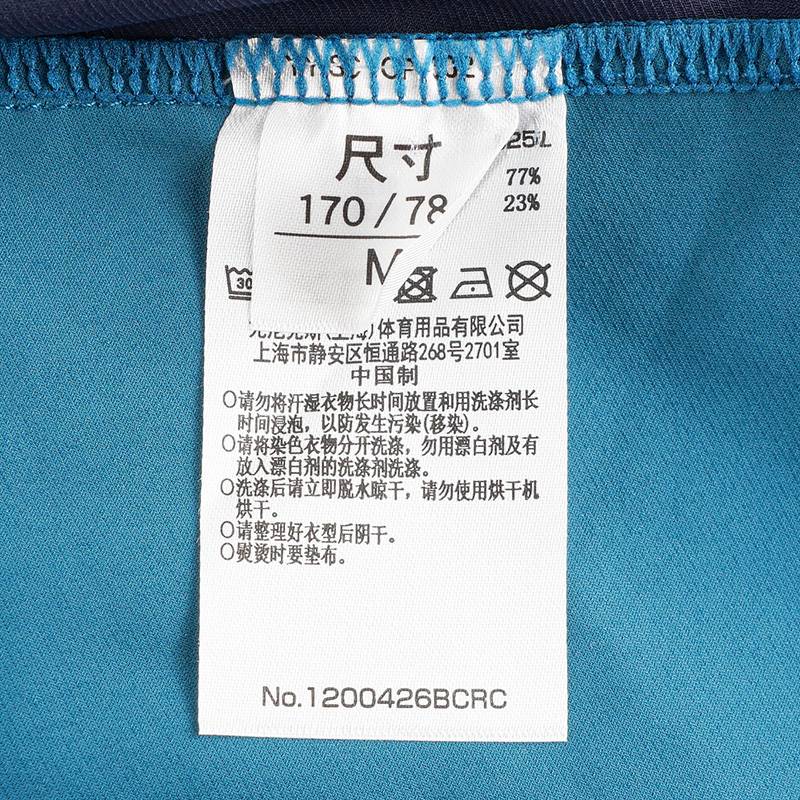 尺寸
170 / 78
M
25L
77%
23%
30
(上海)体育用品有限公司
上海市静安区恒通路268号2701室
中国制
○请勿将汗湿衣物长时间放置和用洗涤剂长
时间浸泡,以防发生污染(移染)。
○请将染色衣物分开洗涤,勿用漂白剂及有
放入漂白剂的洗涤剂洗涤。
○洗涤后请立即脱水晾干,请勿使用烘干机
烘干。
○请整理好衣型后阴干。
○熨烫时要垫布。
No.1200426BCRC